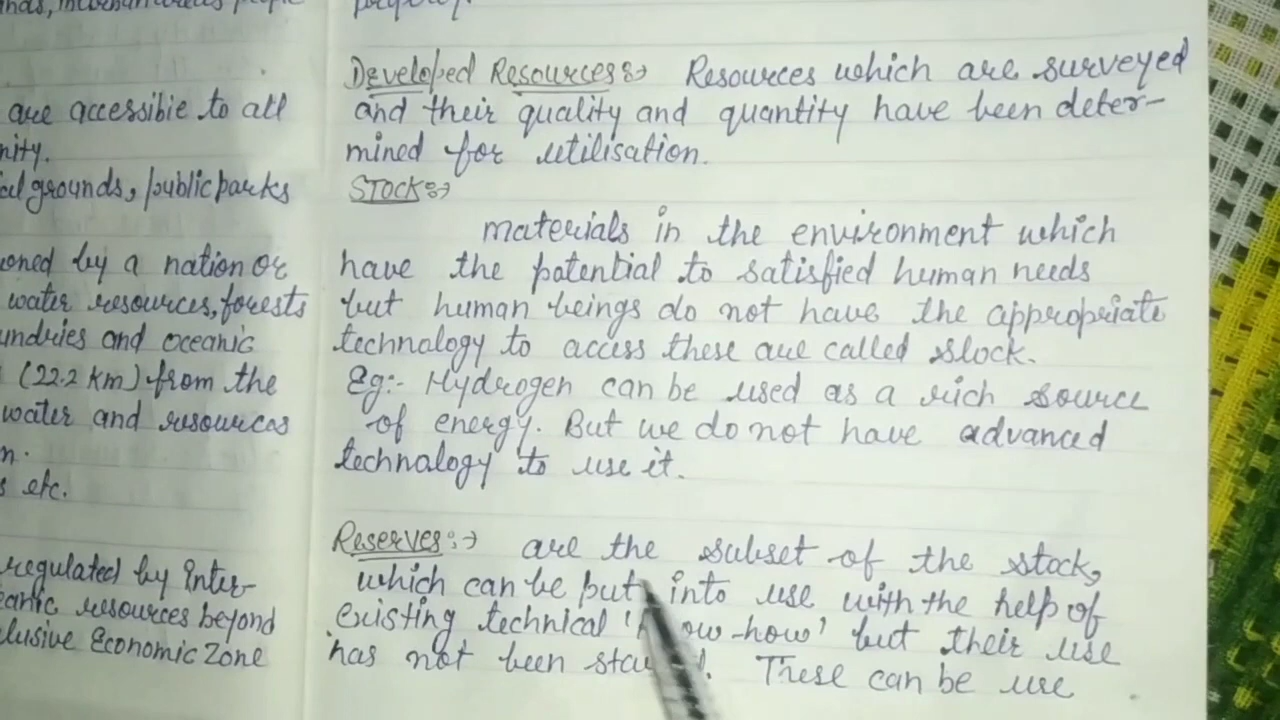 are accessible to all
nity.
grounds, public parks
oned by a nation or
water resources, forests
undries and oceanic
(22.2 km) from the
water and resources
n.
s etc.
regulated by Inter-
eanic resources beyond
lusive Economic Zone
Developed Resources:→ Resources which are surveyed
and their quality and quantity have been deter-
mined for utilisation.
STOCK:→
materials in the environment which
have the potential to satisfied human needs
but human beings do not have the appropriate
technology to access these are called stock.
Eg:- Hydrogen can be used as a rich source
of energy. But we do not have advanced
technology to use it.
Reserves:→ are the subset of the stock,
which can be put into use with the help of
existing technical 'know-how' but their use
has not been. These can be use